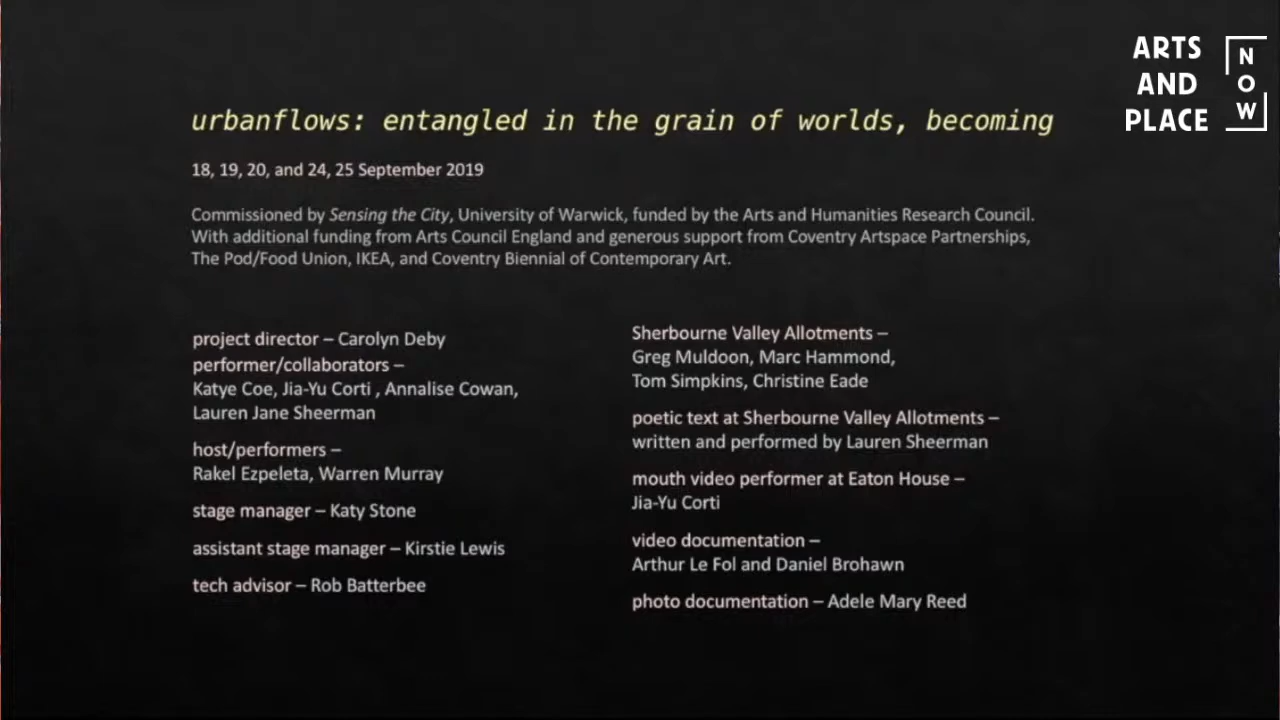 ARTS
AND
PLACE
NOW
urbanflows: entangled in the grain of worlds, becoming
18, 19, 20, and 24, 25 September 2019
Commissioned by Sensing the City, University of Warwick, funded by the Arts and Humanities Research Council.
With additional funding from Arts Council England and generous support from Coventry Artspace Partnerships,
The Pod/Food Union, IKEA, and Coventry Biennial of Contemporary Art.
project director – Carolyn Deby
performer/collaborators –
Katye Coe, Jia-Yu Corti , Annalise Cowan,
Lauren Jane Sheerman
host/performers –
Rakel Ezpeleta, Warren Murray
stage manager – Katy Stone
assistant stage manager – Kirstie Lewis
tech advisor – Rob Batterbee
Sherbourne Valley Allotments –
Greg Muldoon, Marc Hammond,
Tom Simpkins, Christine Eade
poetic text at Sherbourne Valley Allotments –
written and performed by Lauren Sheerman
mouth video performer at Eaton House –
Jia-Yu Corti
video documentation –
Arthur Le Fol and Daniel Brohawn
photo documentation – Adele Mary Reed